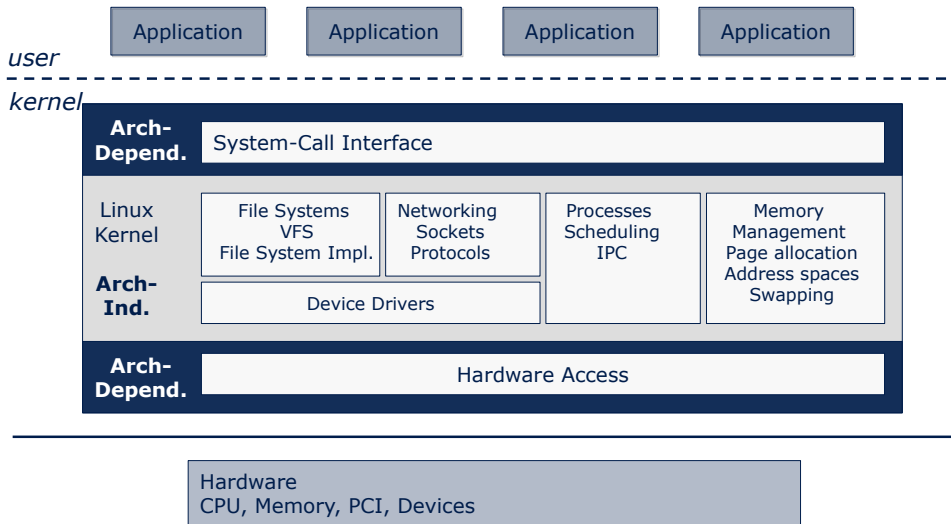 Application
Application
Application
Application
user
kernel
Arch-
Depend.
System-Call Interface
Linux
Kernel
Arch-
Ind.
File Systems
VFS
File System Impl.
Networking
Sockets
Protocols
Processes
Scheduling
IPC
Memory
Management
Page allocation
Address spaces
Swapping
Device Drivers
Arch-
Depend.
Hardware Access
Hardware
CPU, Memory, PCI, Devices